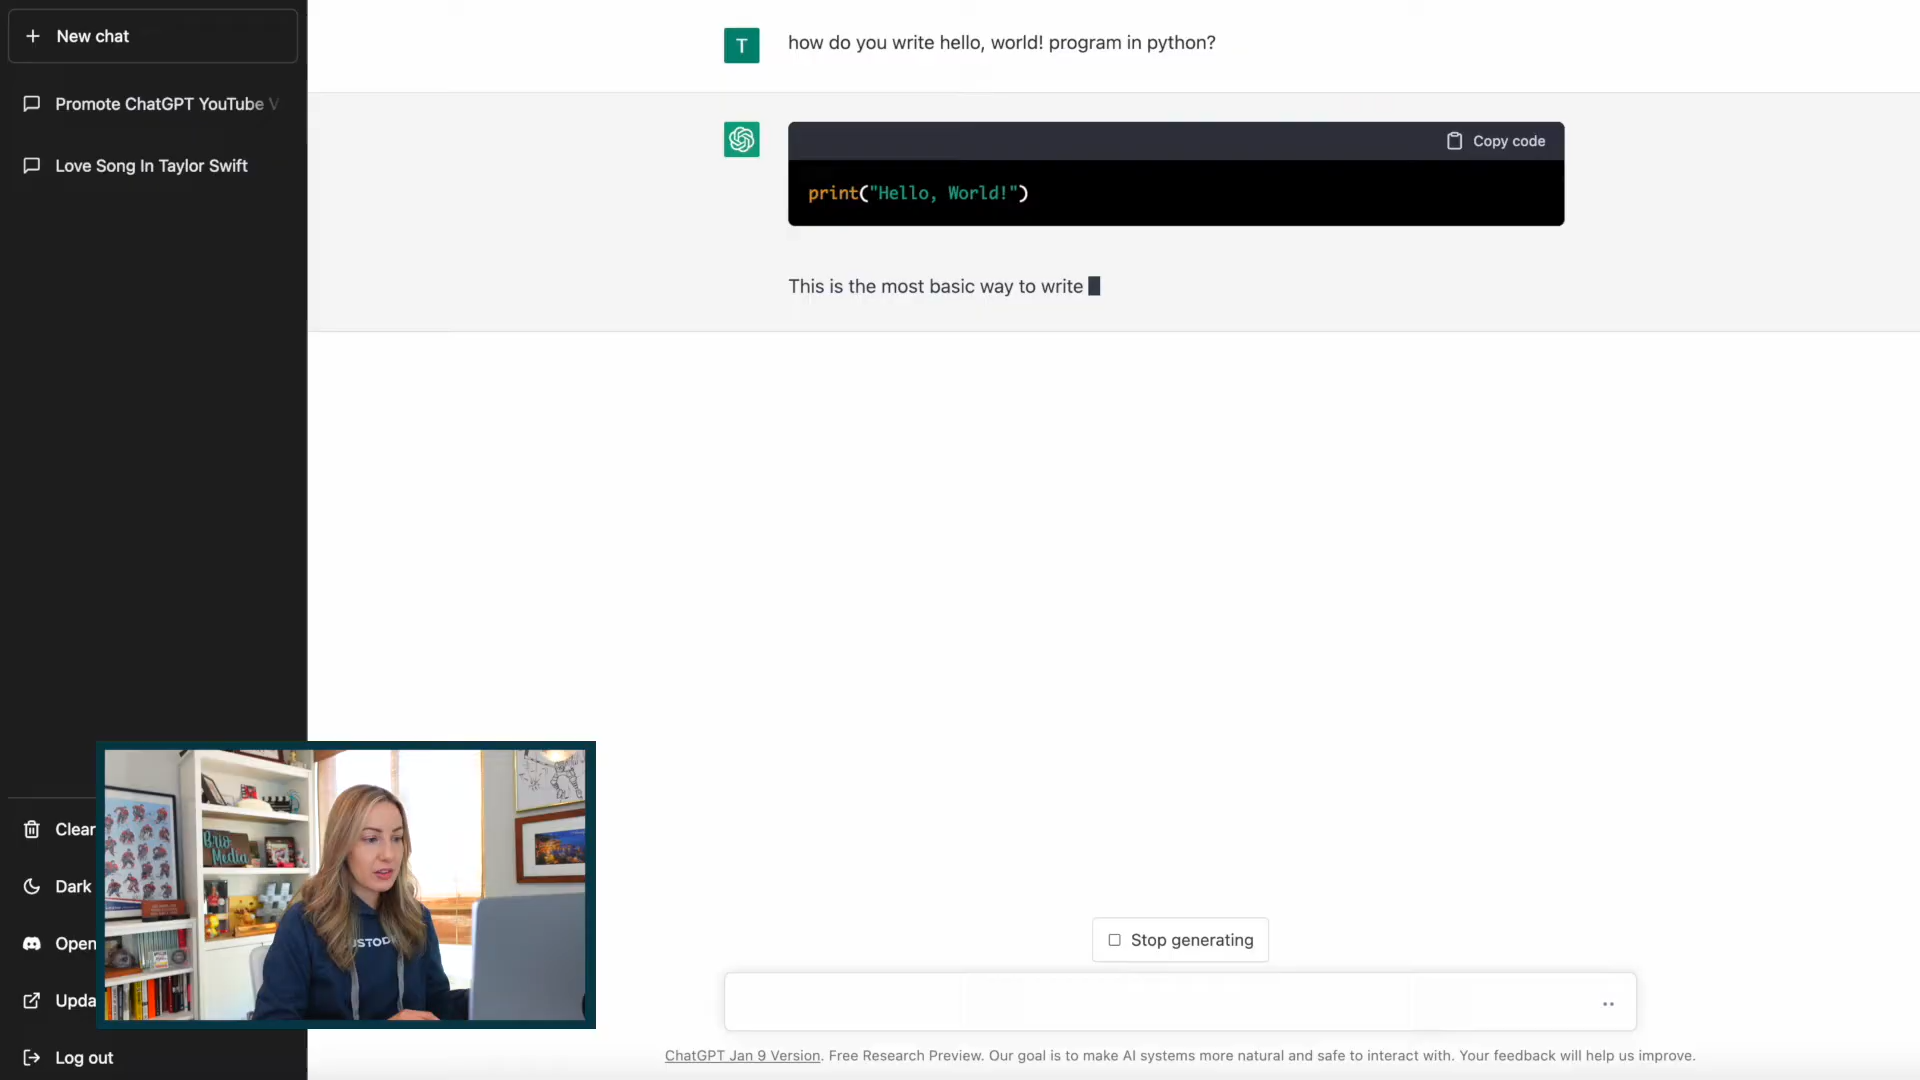 New chat
Promote ChatGPT YouTube V
Love Song In Taylor Swift
T
how do you write hello, world! program in python?
Copy code
print("Hello, World!")
This is the most basic way to write
Clear
Dark
Open
Upda
Log out
Brio
Media
USTOD
Stop generating
ChatGPT Jan 9 Version. Free Research Preview. Our goal is to make AI systems more natural and safe to interact with. Your feedback will help us improve.